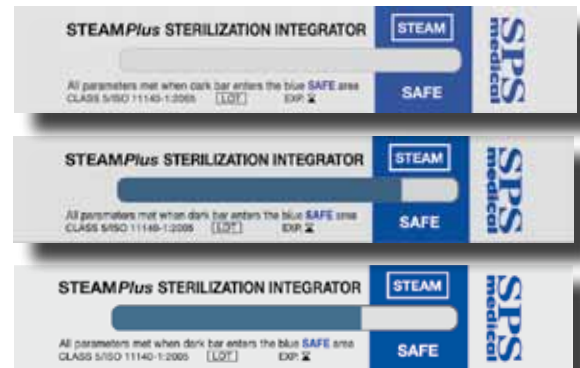 STEAMPlus STERILIZATION INTEGRATOR
STEAM
All parameters met when dark bar enters the blue SAFE area
CLASS 5/ISO 11140-1:2005 LOT EXP.
SAFE
SPS
medical
STEAMPlus STERILIZATION INTEGRATOR
STEAM
All parameters met when dark bar enters the blue SAFE area
CLASS 5/ISO 11140-1:2005 LOT EXP.
SAFE
SPS
medical
STEAMPlus STERILIZATION INTEGRATOR
STEAM
All parameters met when dark bar enters the blue SAFE area
CLASS 5/ISO 11140-1:2005 LOT EXP.
SAFE
SPS
medical